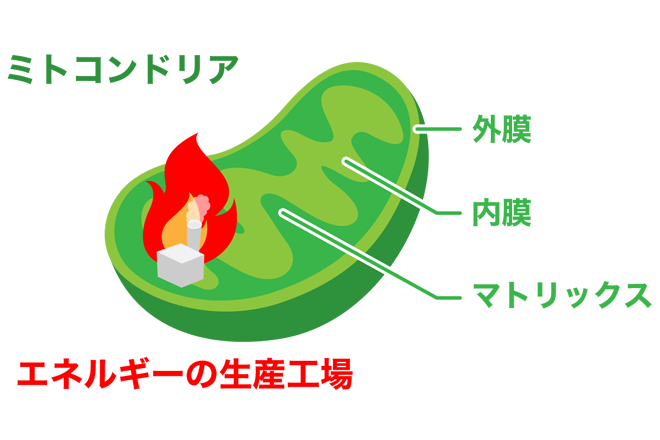 ミトコンドリア
外膜
内膜
マトリックス
エネルギーの生産工場